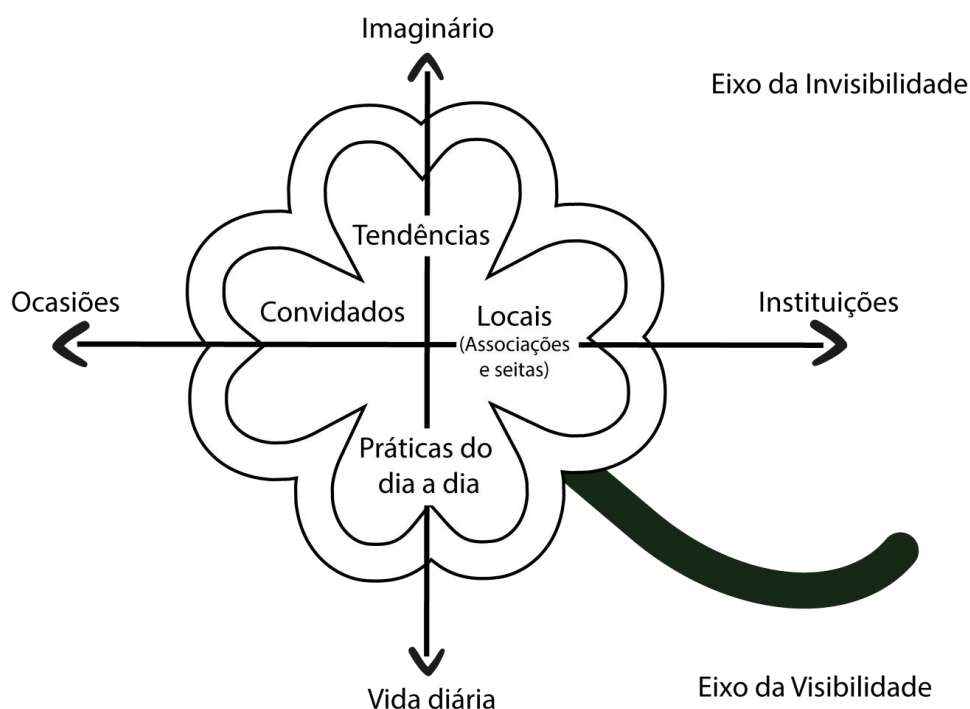 Imaginário
Eixo da Invisibilidade
Tendências
Ocasiões
Convidados
Locais
(Associações
e seitas)
Instituições
Práticas do
dia a dia
Vida diária
Eixo da Visibilidade